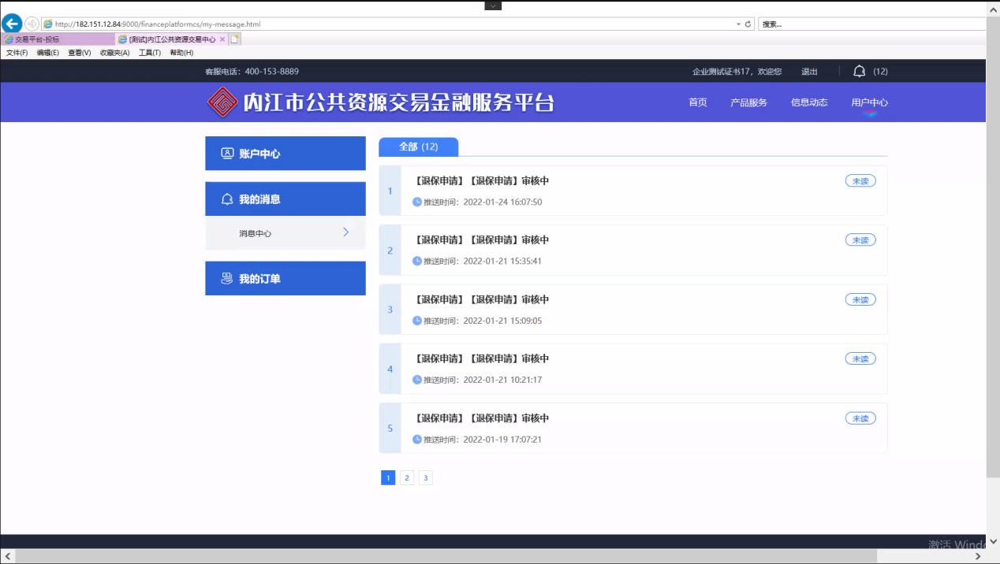 http://182.151.12.84:9000/financeplatformcs/my-message.html
搜索...
交易平台-投标
[测试]内江公共资源交易中心
文件(F) 编辑(E) 查看(V) 收藏夹(A) 工具(T) 帮助(H)
客服电话：400-153-8889
企业测试证书17，欢迎您 退出 (12)
内江市公共资源交易金融服务平台
首页 产品服务 信息动态 用户中心
账户中心
我的消息
消息中心
我的订单
全部 (12)
1
【退保申请】【退保申请】审核中
未读
推送时间：2022-01-24 16:07:50
2
【退保申请】【退保申请】审核中
未读
推送时间：2022-01-21 15:35:41
3
【退保申请】【退保申请】审核中
未读
推送时间：2022-01-21 15:09:05
4
【退保申请】【退保申请】审核中
未读
推送时间：2022-01-21 10:21:17
5
【退保申请】【退保申请】审核中
未读
推送时间：2022-01-19 17:07:21
1 2 3
激活 Windo